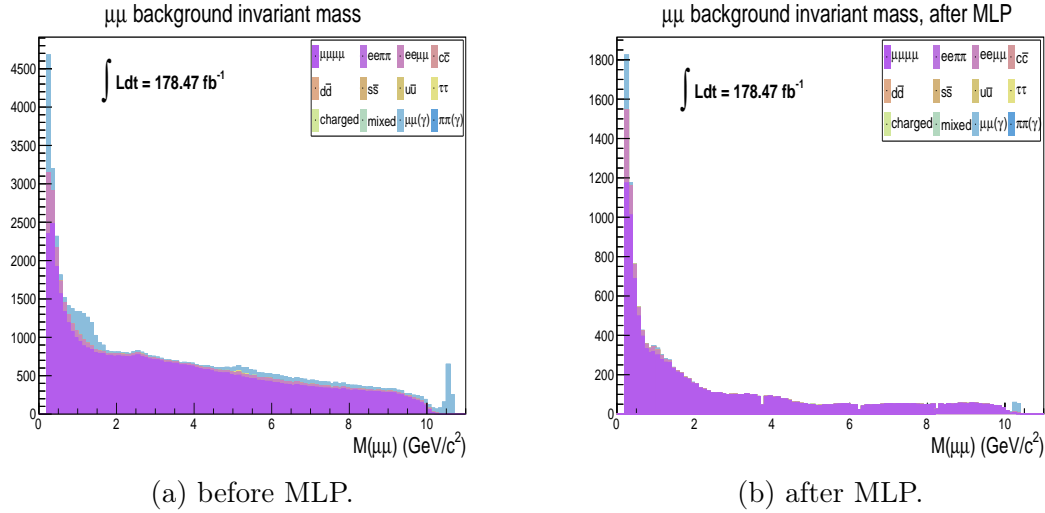 μμ background invariant mass
∫ Ldt = 178.47 fb⁻¹
μμμμ eeππ eeμμ cc̅
dd̅ ss̅ uu̅ ττ
charged mixed μμ(γ) ππ(γ)
4500
4000
3500
3000
2500
2000
1500
1000
500
0
0 2 4 6 8 10
M(μμ) (GeV/c²)
(a) before MLP.
μμ background invariant mass, after MLP
∫ Ldt = 178.47 fb⁻¹
μμμμ eeππ eeμμ cc̅
dd̅ ss̅ uu̅ ττ
charged mixed μμ(γ) ππ(γ)
1800
1600
1400
1200
1000
800
600
400
200
0
0 2 4 6 8 10
M(μμ) (GeV/c²)
(b) after MLP.